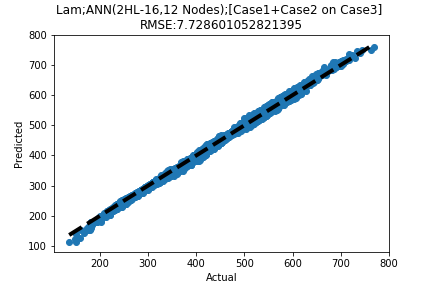 Lam;ANN(2HL-16,12 Nodes);[Case1+Case2 on Case3]
RMSE:7.728601052821395
800
700
600
500
400
300
200
100
Predicted
200 300 400 500 600 700 800
Actual